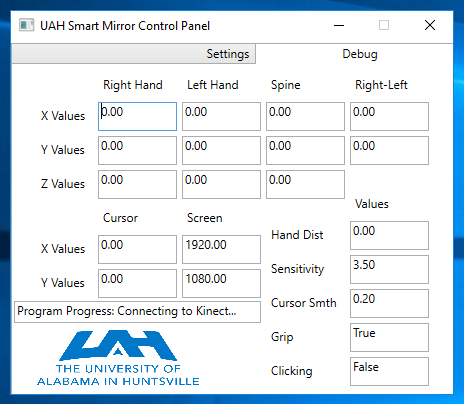 UAH Smart Mirror Control Panel
Settings Debug
Right Hand Left Hand Spine Right-Left
X Values 0.00 0.00 0.00 0.00
Y Values 0.00 0.00 0.00 0.00
Z Values 0.00 0.00 0.00
Values
Cursor Screen
Hand Dist 0.00
X Values 0.00 1920.00
Sensitivity 3.50
Y Values 0.00 1080.00
Cursor Smth 0.20
Program Progress: Connecting to Kinect...
Grip True
Clicking False
UAH
THE UNIVERSITY OF
ALABAMA IN HUNTSVILLE